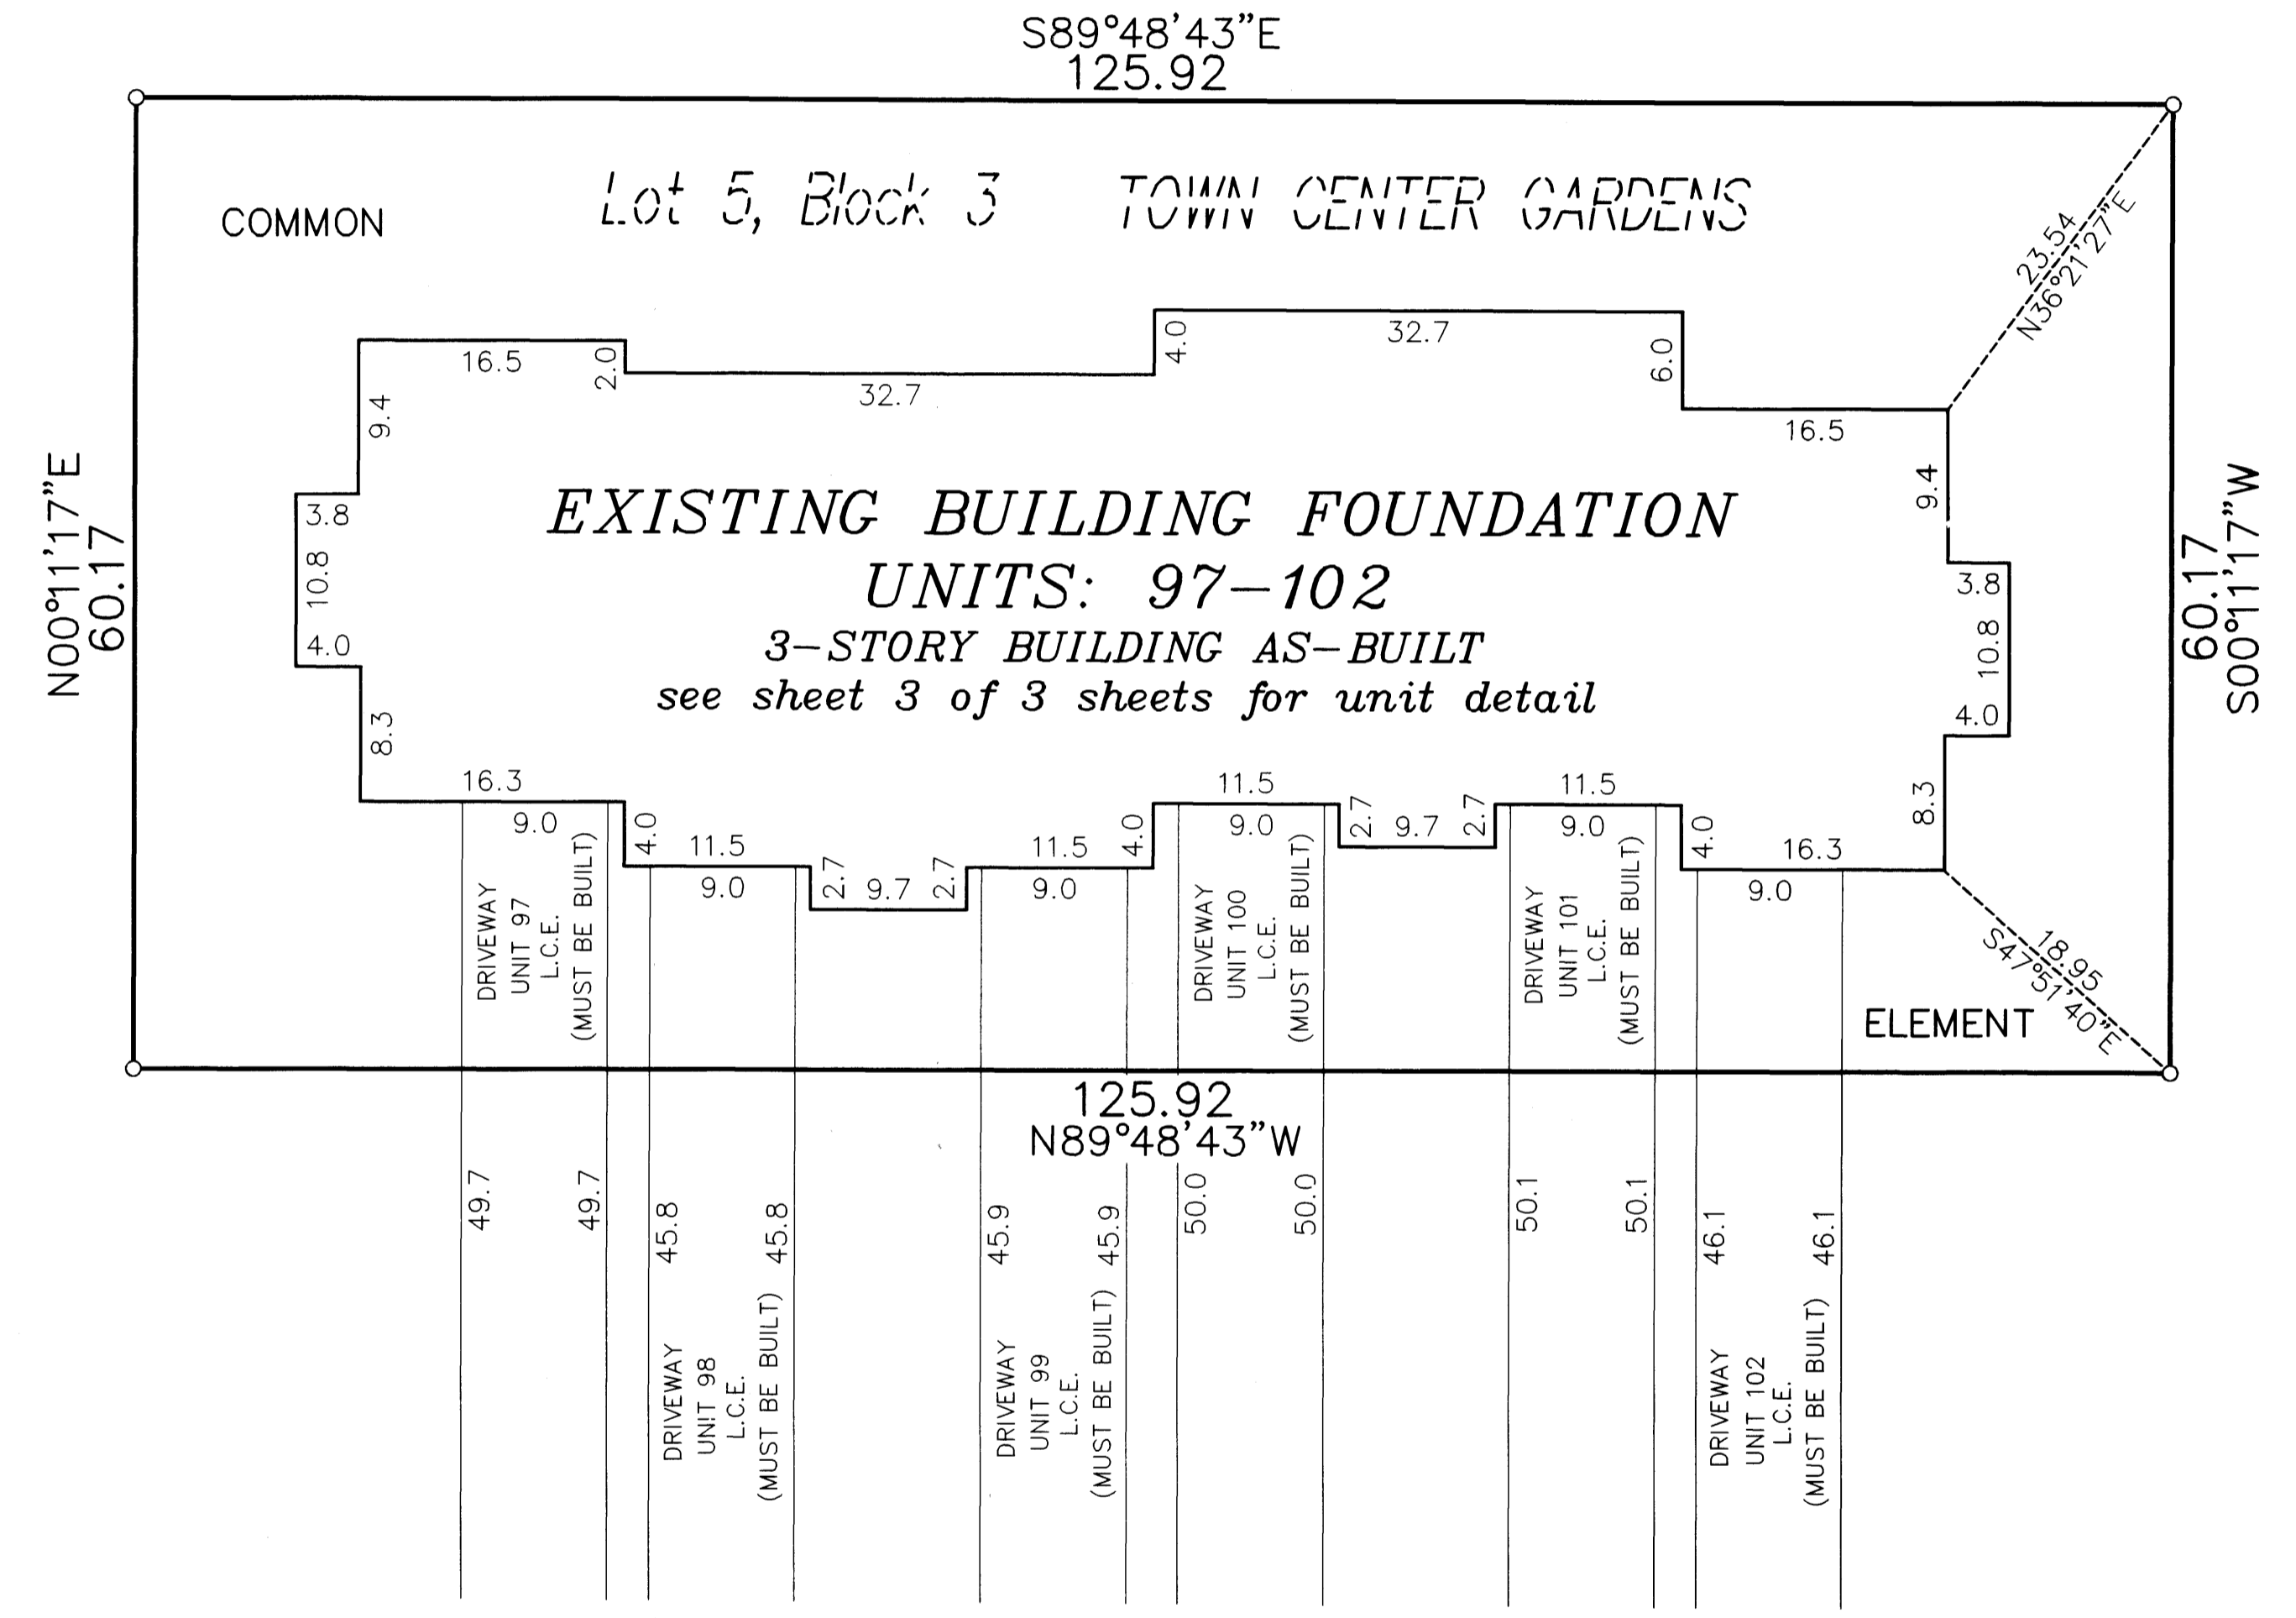 S89°48'43"E
125.92
COMMON
Lot 5, Block 3 TOWN CENTER GARDENS
23.54
N36°21'27"E
16.5
2.0
32.7
4.0
32.7
6.0
16.5
9.4
9.4
N00°11'17"E
60.17
60.17
S00°11'17"W
3.8
10.8
4.0
8.3
3.8
10.8
4.0
8.3
EXISTING BUILDING FOUNDATION
UNITS: 97-102
3-STORY BUILDING AS-BUILT
see sheet 3 of 3 sheets for unit detail
16.3
9.0
4.0
11.5
9.0
2.7
9.7
2.7
11.5
9.0
4.0
11.5
9.0
2.7
9.7
2.7
11.5
9.0
4.0
16.3
9.0
DRIVEWAY
UNIT 97
L.C.E.
(MUST BE BUILT)
DRIVEWAY
UNIT 100
L.C.E.
(MUST BE BUILT)
DRIVEWAY
UNIT 101
L.C.E.
(MUST BE BUILT)
18.95
S47°51'40"E
ELEMENT
125.92
N89°48'43"W
49.7
49.7
45.8
45.8
45.9
45.9
50.0
50.0
50.1
50.1
46.1
46.1
DRIVEWAY
UNIT 98
L.C.E.
(MUST BE BUILT)
DRIVEWAY
UNIT 99
L.C.E.
(MUST BE BUILT)
DRIVEWAY
UNIT 102
L.C.E.
(MUST BE BUILT)